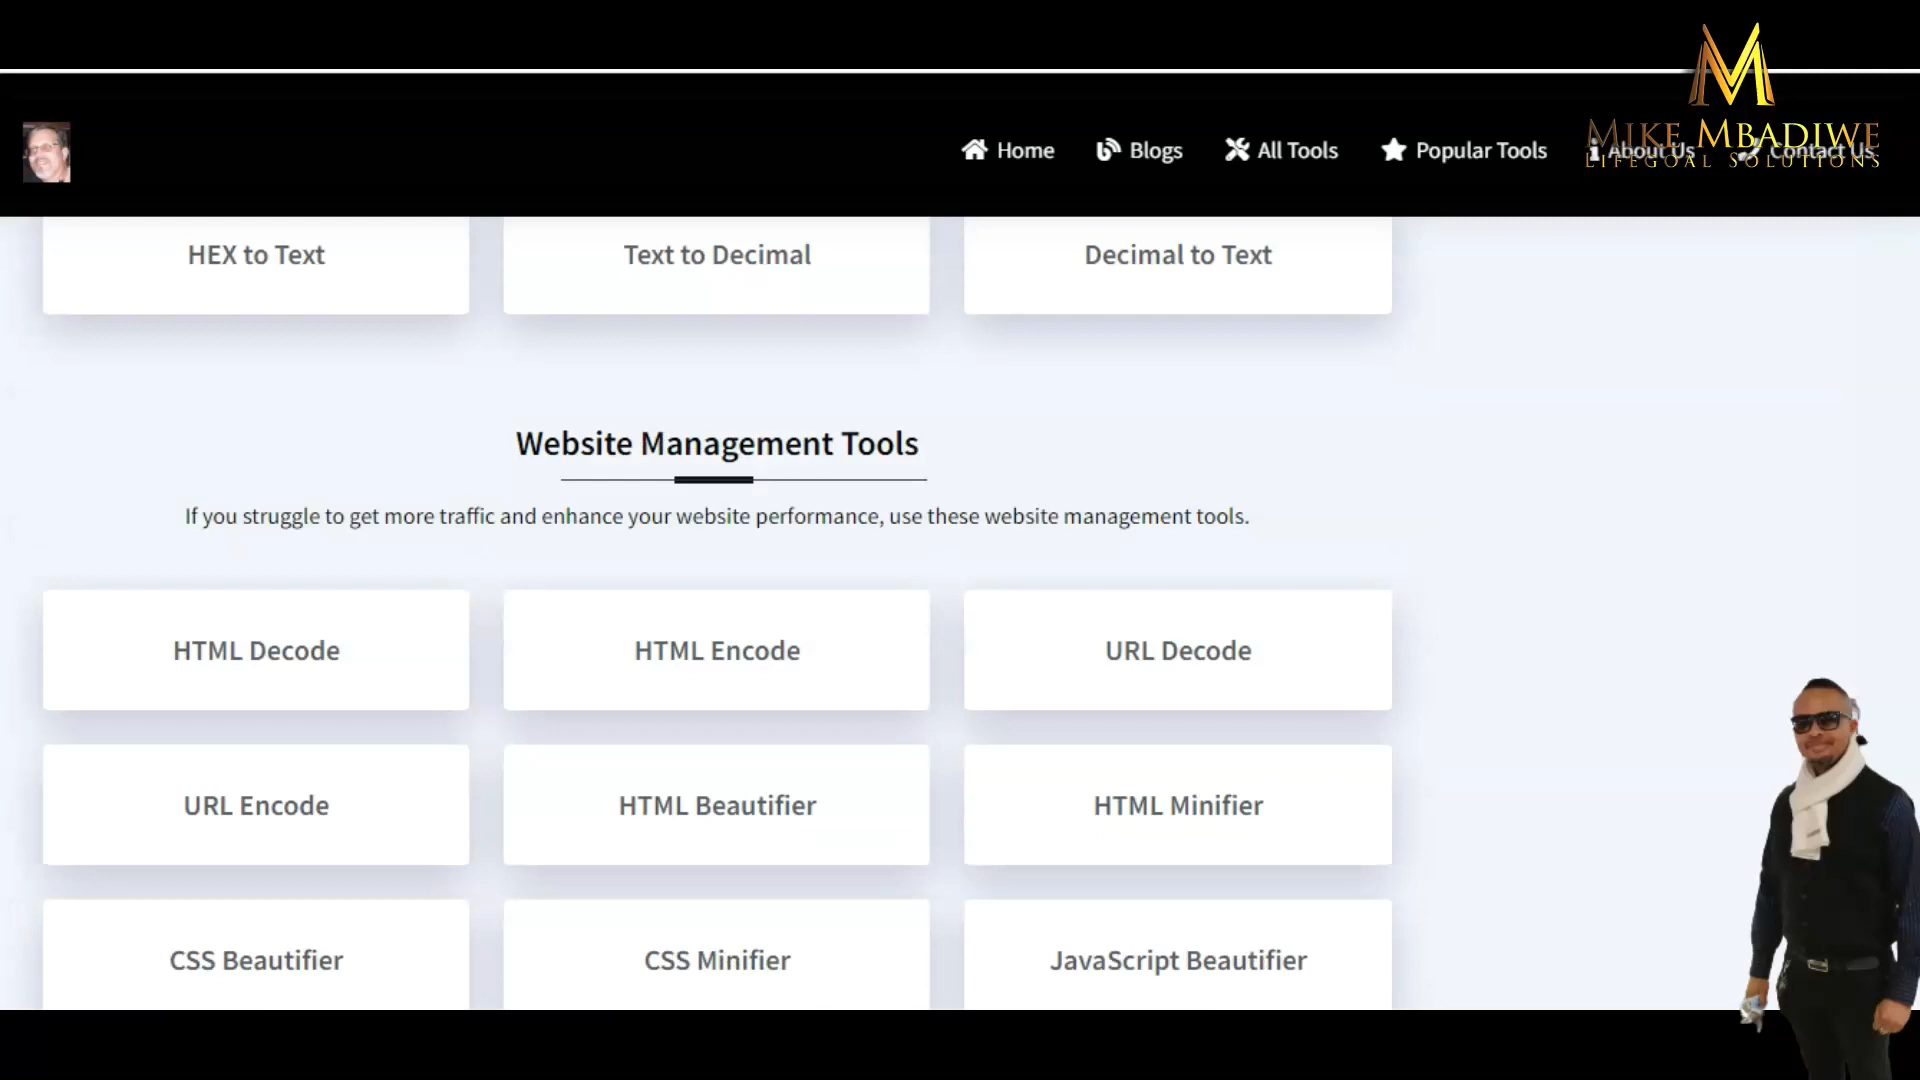 Home
Blogs
All Tools
Popular Tools
About Us
Contact Us
MIKE MBADIWE
LIFEGOAL SOLUTIONS
HEX to Text
Text to Decimal
Decimal to Text
Website Management Tools
If you struggle to get more traffic and enhance your website performance, use these website management tools.
HTML Decode
HTML Encode
URL Decode
URL Encode
HTML Beautifier
HTML Minifier
CSS Beautifier
CSS Minifier
JavaScript Beautifier